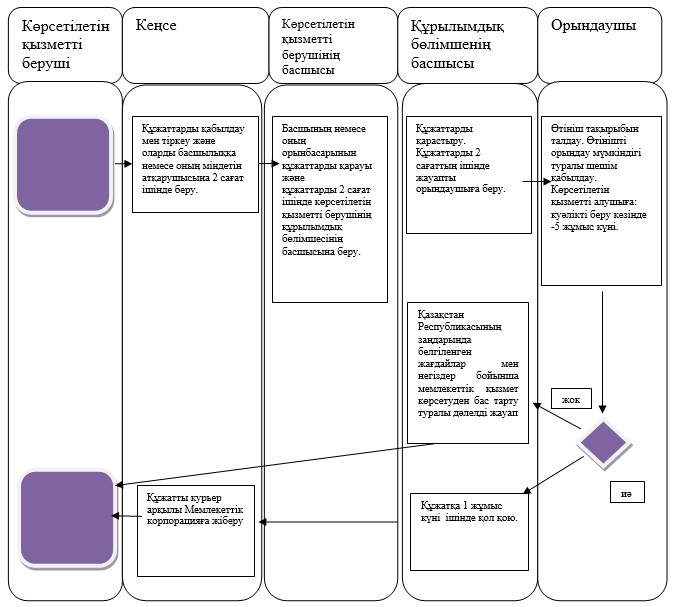 Көрсетілетін
қызметті
беруші
Кеңсе
Көрсетілетін
қызметті
берушінің
басшысы
Құрылымдық
бөлімшенің
басшысы
Орындаушы
Құжаттарды қабылдау
мен тіркеу және
оларды басшылыққа
немесе оның міндетін
атқарушысына 2 сағат
ішінде беру.
Басшының немесе
оның
орынбасарынын
құжаттарды қарауы
және
құжаттарды 2 сағат
ішінде көрсетілетін
қызметті берушінің
құрылымдық
бөлімшесінің
басшысына беру.
Құжаттарды
қарастыру.
Құжаттарды 2
сағаттың ішінде
жауапты
орындаушыға беру.
Өтініш тақырыбын
талдау. Өтінішті
орындау мүмкіндігі
туралы шешім
қабылдау.
Көрсетілетін
қызметті алушыға:
куәлікті беру кезінде
-5 жұмыс күні.
Қазақстан
Республикасының
заңдарында
белгіленген
жағдайлар мен
негіздер бойынша
мемлекеттік қызмет
көрсетуден бас тарту
туралы дәлелді жауап
жок
иә
Құжатты курьер
арқылы Мемлекеттік
корпорацияға жіберу
Құжатқа 1 жұмыс
күні ішінде қол қою.